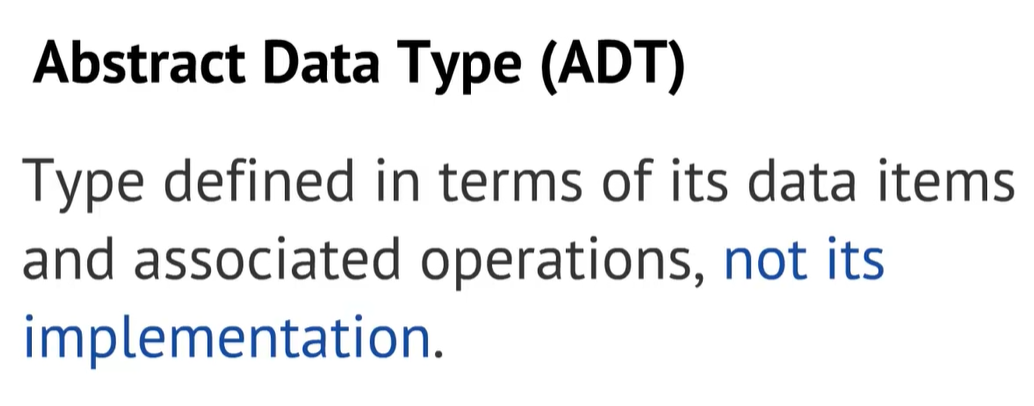 Abstract Data Type (ADT)
Type defined in terms of its data items
and associated operations, not its
implementation.